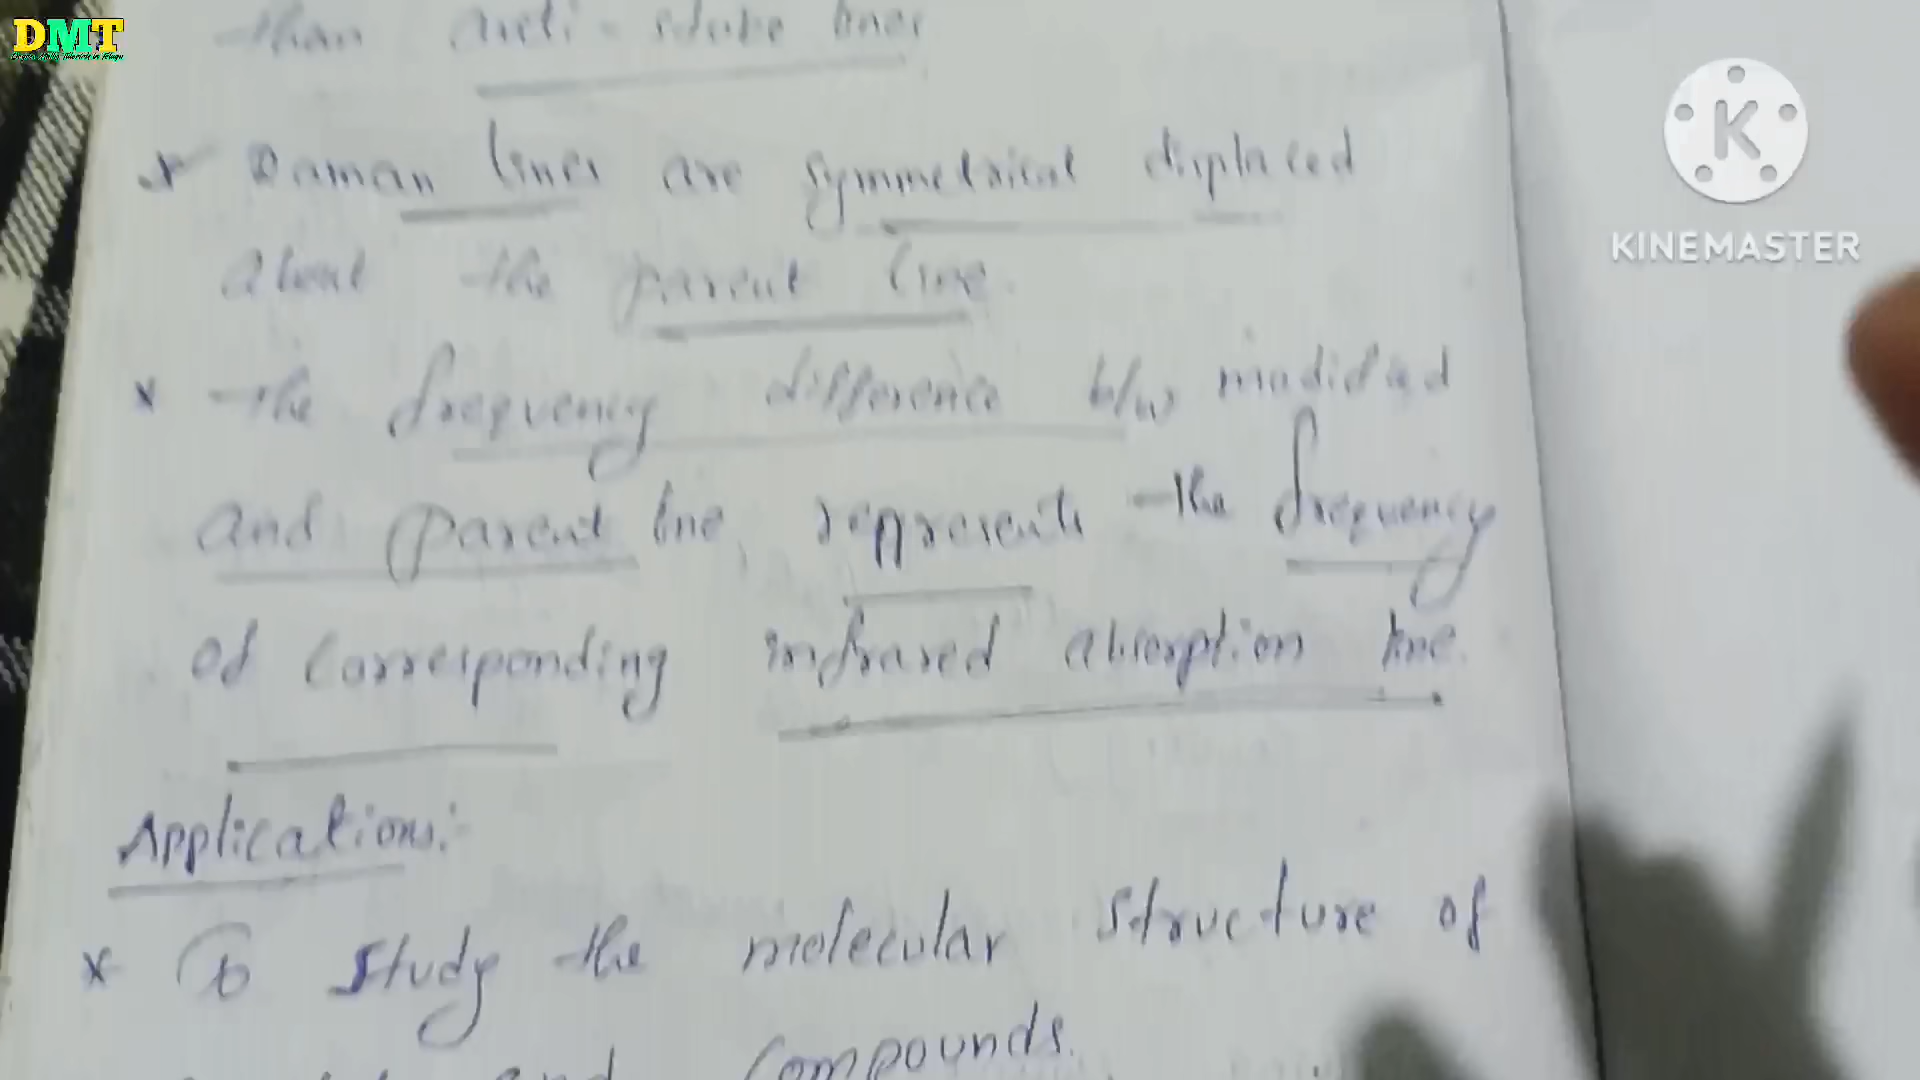 DMT
than anti-stoke lines
KINEMASTER
* Raman lines are symmetrical displaced
about the parent line.
* the frequency difference b/w modified
and parent line represents the frequency
of corresponding infrared absorption line.
Applications:-
* To study the molecular structure of
and compounds.